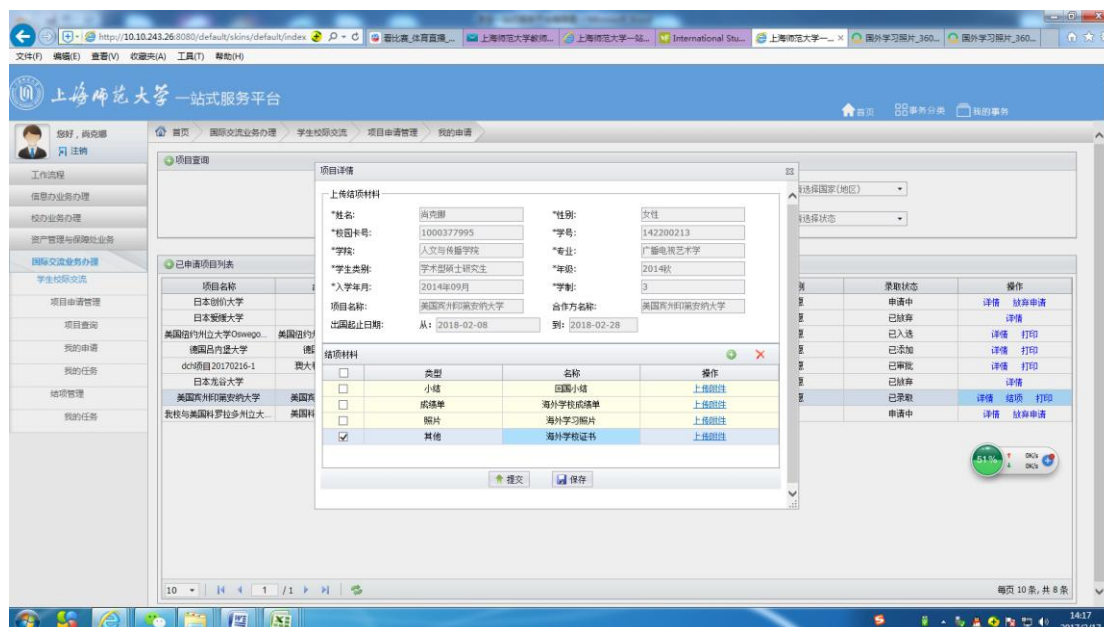 http://10.10.243.26:8080/default/skins/default/index
上海师范大学教师...
上海师范大学一站...
International Stu...
上海师范大学一...
国外学习照片_360...
国外学习照片_360...
文件(F) 编辑(E) 查看(V) 收藏夹(A) 工具(T) 帮助(H)
上海师范大学 一站式服务平台
首页 事务分类 我的事务
您好，尚克娜
注销
首页 国际交流业务办理 学生校际交流 项目申请管理 我的申请
工作流程
信息办业务办理
校办业务办理
资产管理与保障处业务
国际交流业务办理
学生校际交流
项目申请管理
项目查询
我的申请
我的任务
结项管理
我的任务
项目查询
选择国家(地区)
选择状态
已申请项目列表
项目名称 录取状态 操作
日本创价大学 申请中 详情 放弃申请
日本爱媛大学 已放弃 详情
美国纽约州立大学Oswego... 美国纽约州 已入选 详情 打印
德国吕内堡大学 已添加 详情 打印
dch项目20170216-1 已审批 详情 打印
日本龙谷大学 已放弃 详情
美国宾州印第安纳大学 美国宾 已录取 详情 结项 打印
我校与美国科罗拉多州立大... 美国科 申请中 详情 放弃申请
项目详情
上传结项材料
*姓名: 尚克娜 *性别: 女性
*校园卡号: 1000377995 *学号: 142200213
*学院: 人文与传播学院 *专业: 广播电视艺术学
*学生类别: 学术型硕士研究生 *年级: 2014秋
*入学年月: 2014年09月 *学制: 3
项目名称: 美国宾州印第安纳大学 合作方名称: 美国宾州印第安纳大学
出国起止日期: 从: 2018-02-08 到: 2018-02-28
结项材料
类型 名称 操作
小结 回国小结 上传附件
成绩单 海外学校成绩单 上传附件
照片 海外学习照片 上传附件
其他 海外学校证书 上传附件
提交 保存
51% 0K/s
0K/s
10 1 /1
每页 10 条, 共 8 条
14:17